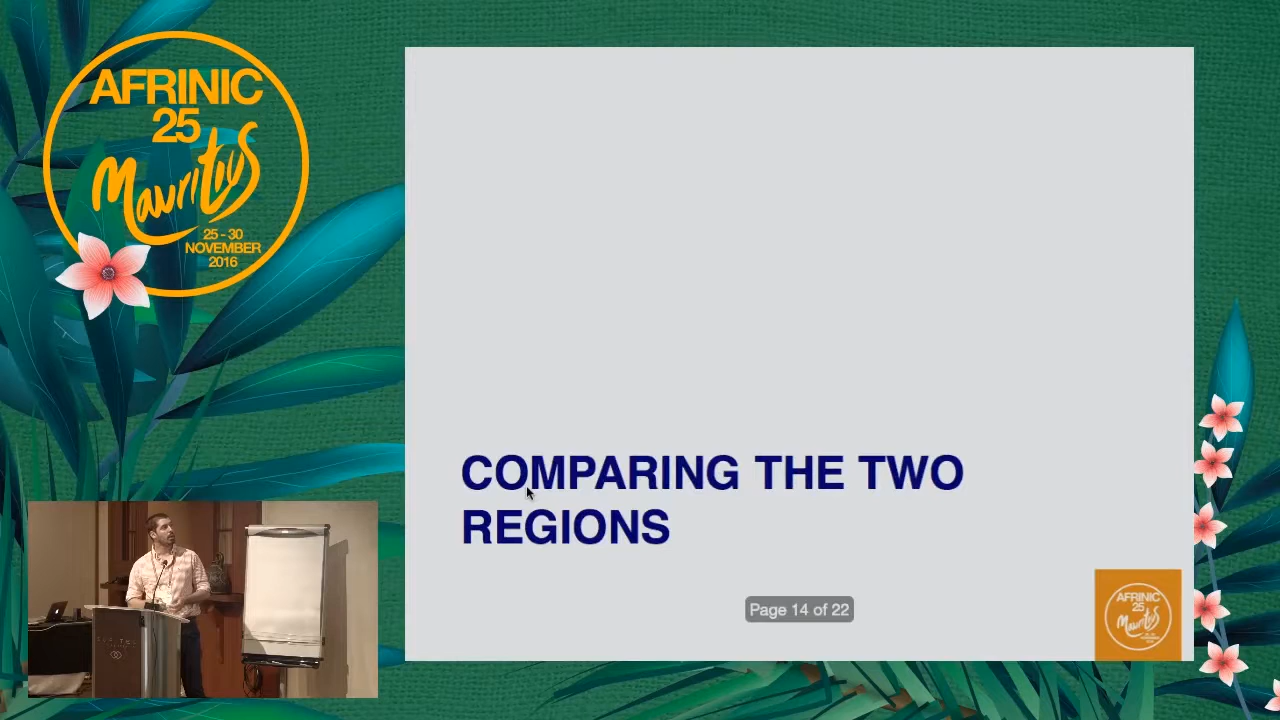 AFRINIC
25
Mauritius
25 - 30
NOVEMBER
2016
COMPARING THE TWO
REGIONS
Page 14 of 22
AFRINIC
25
Mauritius